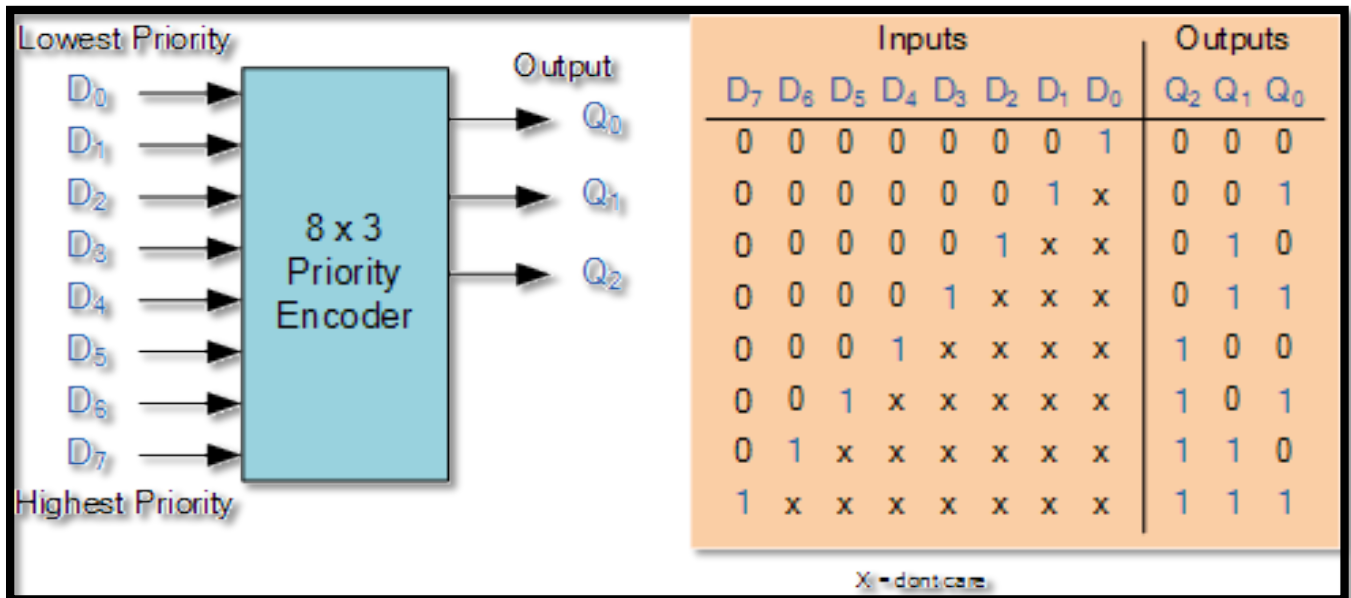 Lowest Priority
D0
D1
D2
D3
D4
D5
D6
D7
Highest Priority
8 x 3
Priority
Encoder
Output
Q0
Q1
Q2
Inputs Outputs
D7 D6 D5 D4 D3 D2 D1 D0 Q2 Q1 Q0
0 0 0 0 0 0 0 1 0 0 0
0 0 0 0 0 0 1 x 0 0 1
0 0 0 0 0 1 x x 0 1 0
0 0 0 0 1 x x x 0 1 1
0 0 0 1 x x x x 1 0 0
0 0 1 x x x x x 1 0 1
0 1 x x x x x x 1 1 0
1 x x x x x x x 1 1 1
X = dont care